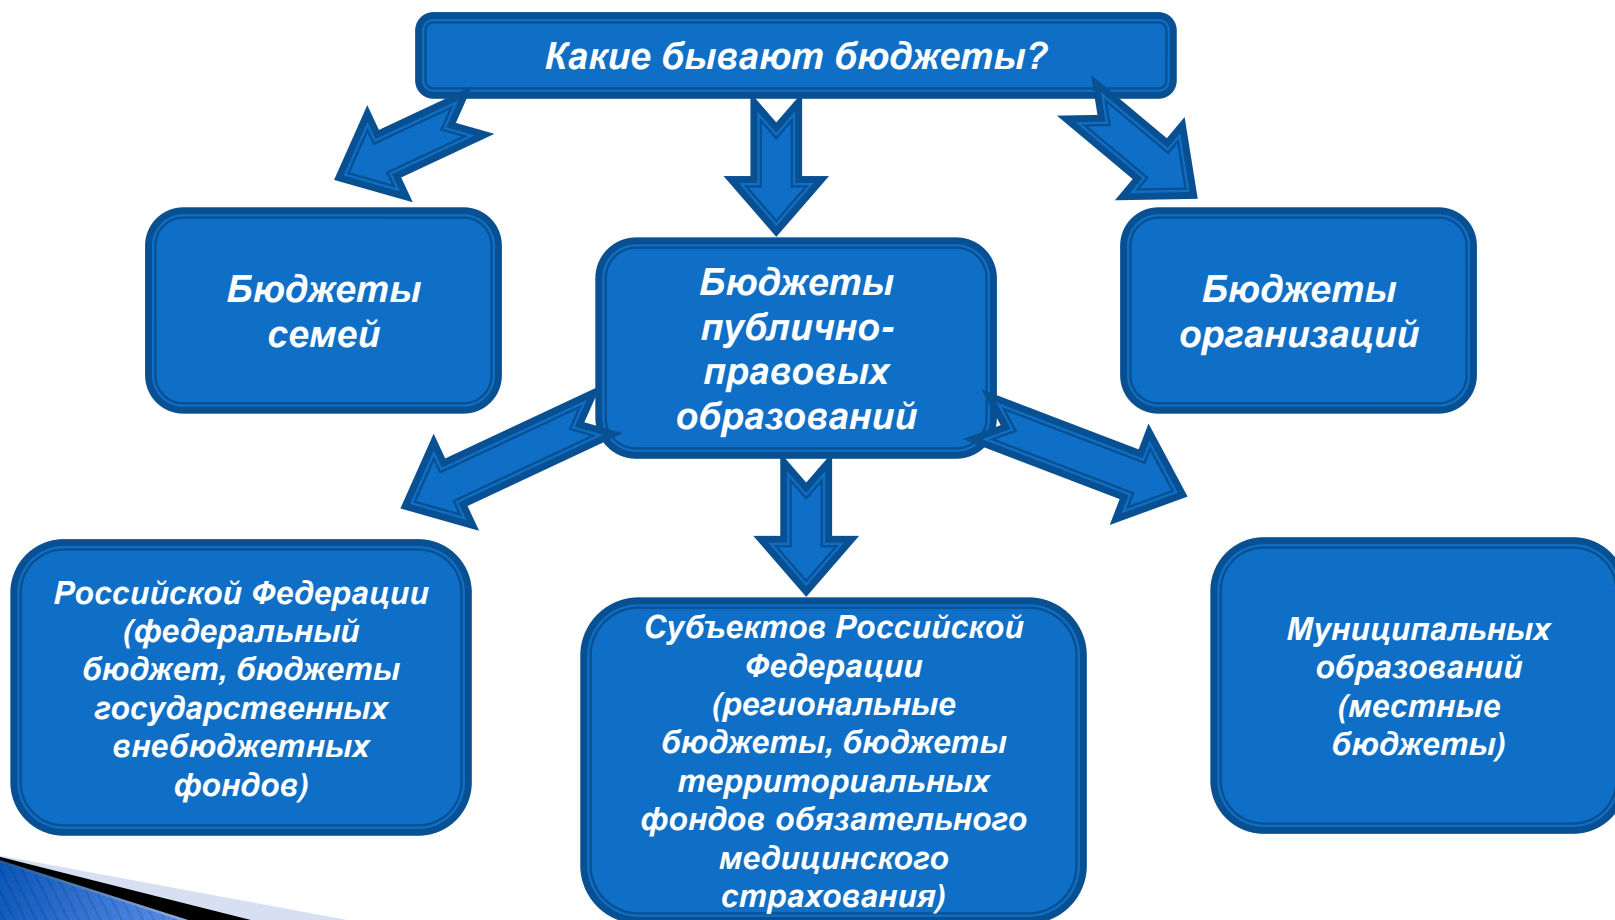 Какие бывают бюджеты?
Бюджеты
семей
Бюджеты
публично-
правовых
образований
Бюджеты
организаций
Российской Федерации
(федеральный
бюджет, бюджеты
государственных
внебюджетных
фондов)
Субъектов Российской
Федерации
(региональные
бюджеты, бюджеты
территориальных
фондов обязательного
медицинского
страхования)
Муниципальных
образований
(местные
бюджеты)